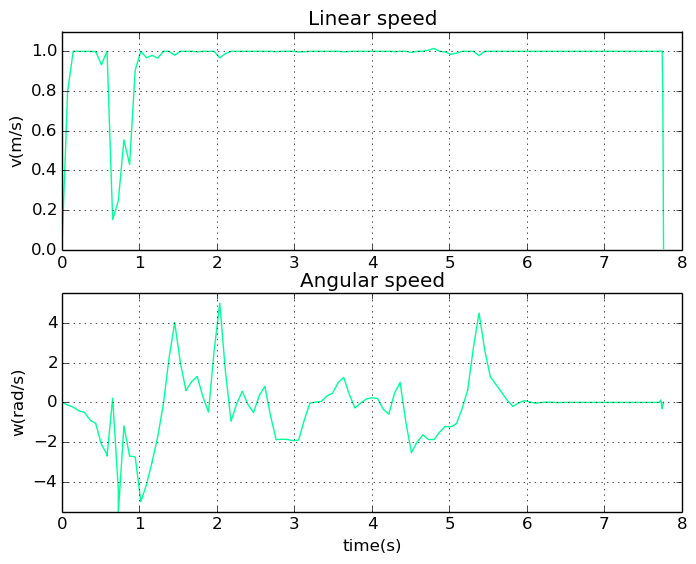 Linear speed
1.0
0.8
0.6
0.4
0.2
0.0
v(m/s)
0 1 2 3 4 5 6 7 8
Angular speed
4
2
0
−2
−4
w(rad/s)
0 1 2 3 4 5 6 7 8
time(s)